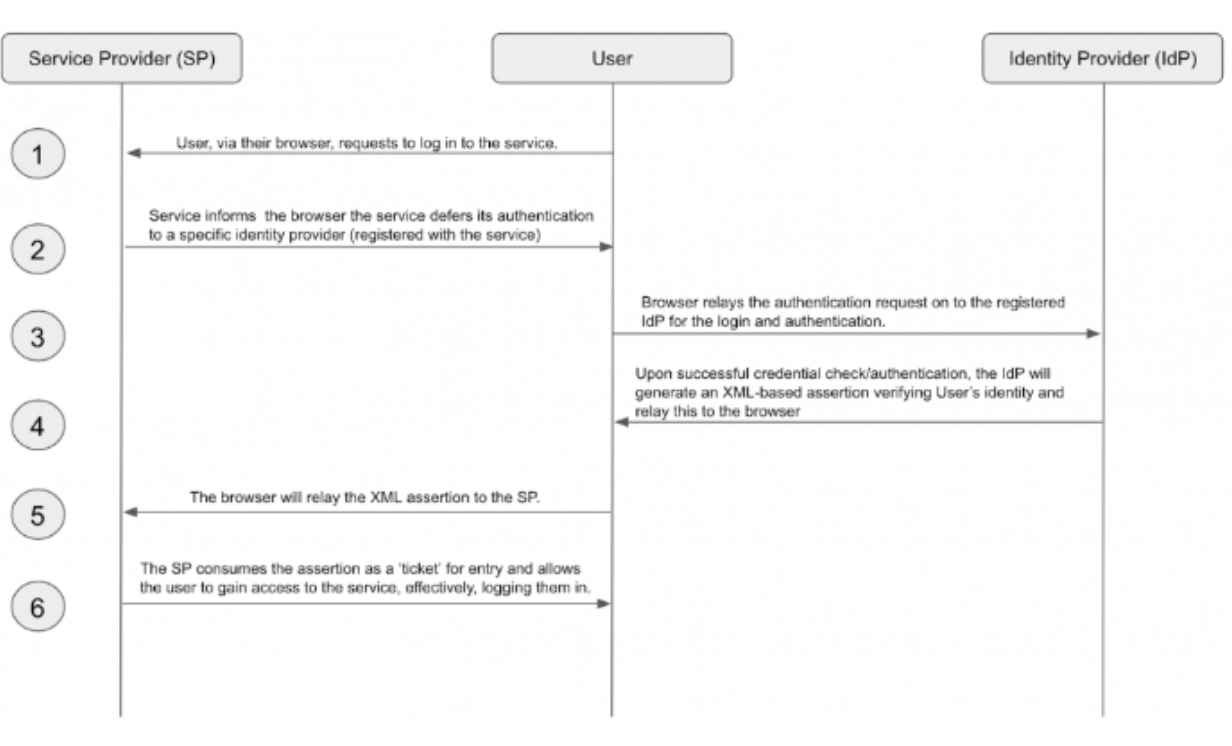 Service Provider (SP)
User
Identity Provider (IdP)
1
User, via their browser, requests to log in to the service.
2
Service informs the browser the service defers its authentication
to a specific identity provider (registered with the service)
3
Browser relays the authentication request on to the registered
IdP for the login and authentication.
4
Upon successful credential check/authentication, the IdP will
generate an XML-based assertion verifying User's identity and
relay this to the browser
5
The browser will relay the XML assertion to the SP.
6
The SP consumes the assertion as a 'ticket' for entry and allows
the user to gain access to the service, effectively, logging them in.